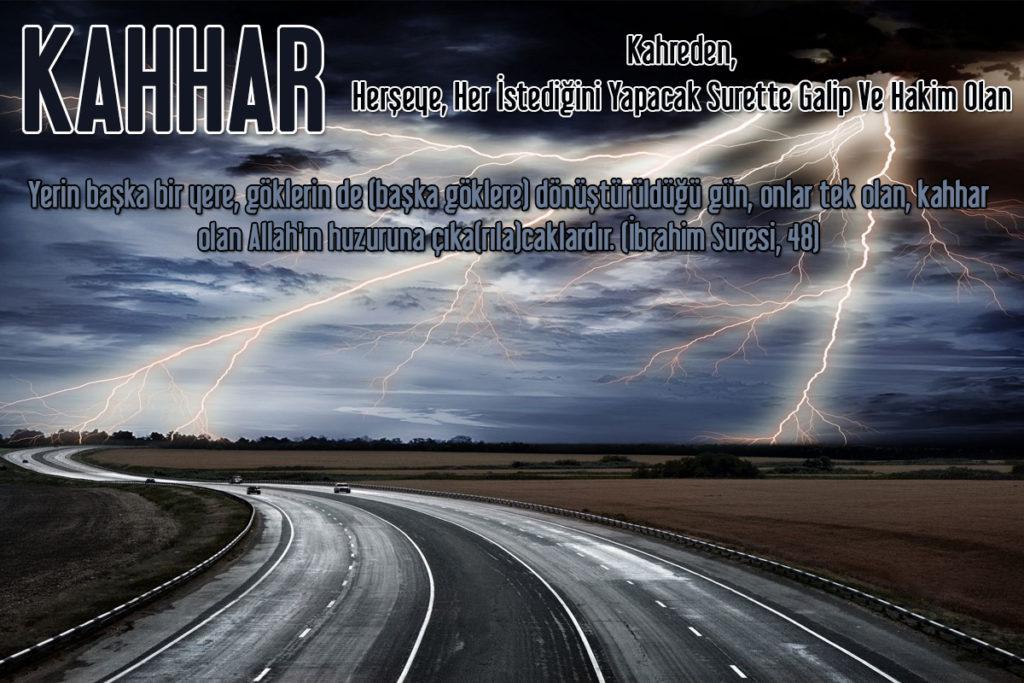 KAHHAR
Kahreden,
Herşeye, Her İstediğini Yapacak Surette Galip Ve Hakim Olan
Yerin başka bir yere, göklerin de (başka göklere) dönüştürüldüğü gün, onlar tek olan, kahhar
olan Allah'ın huzuruna çıka(rıla)caklardır. (İbrahim Suresi, 48)